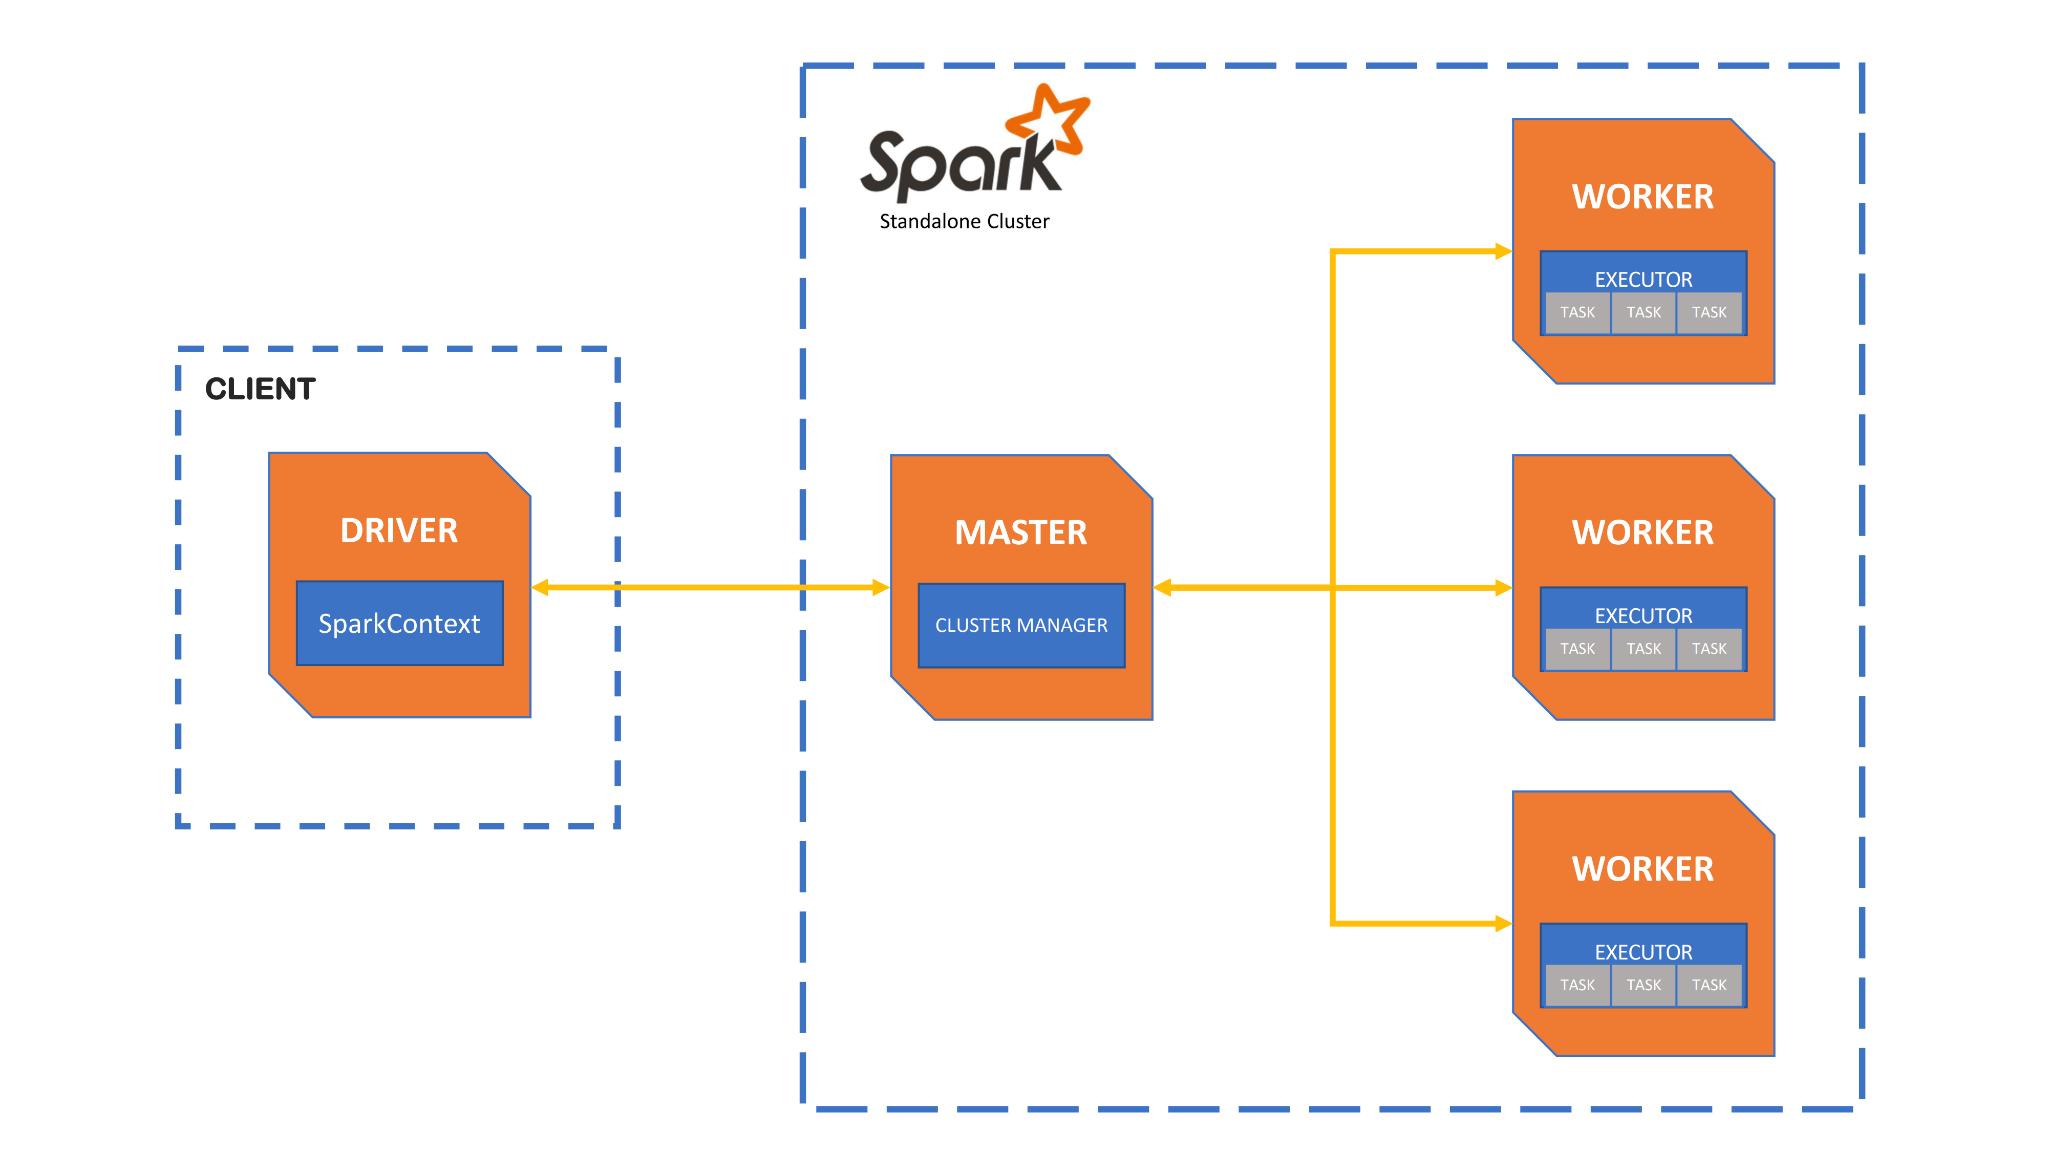 Spark
Standalone Cluster
CLIENT
DRIVER
SparkContext
MASTER
CLUSTER MANAGER
WORKER
EXECUTOR
TASK TASK TASK
WORKER
EXECUTOR
TASK TASK TASK
WORKER
EXECUTOR
TASK TASK TASK